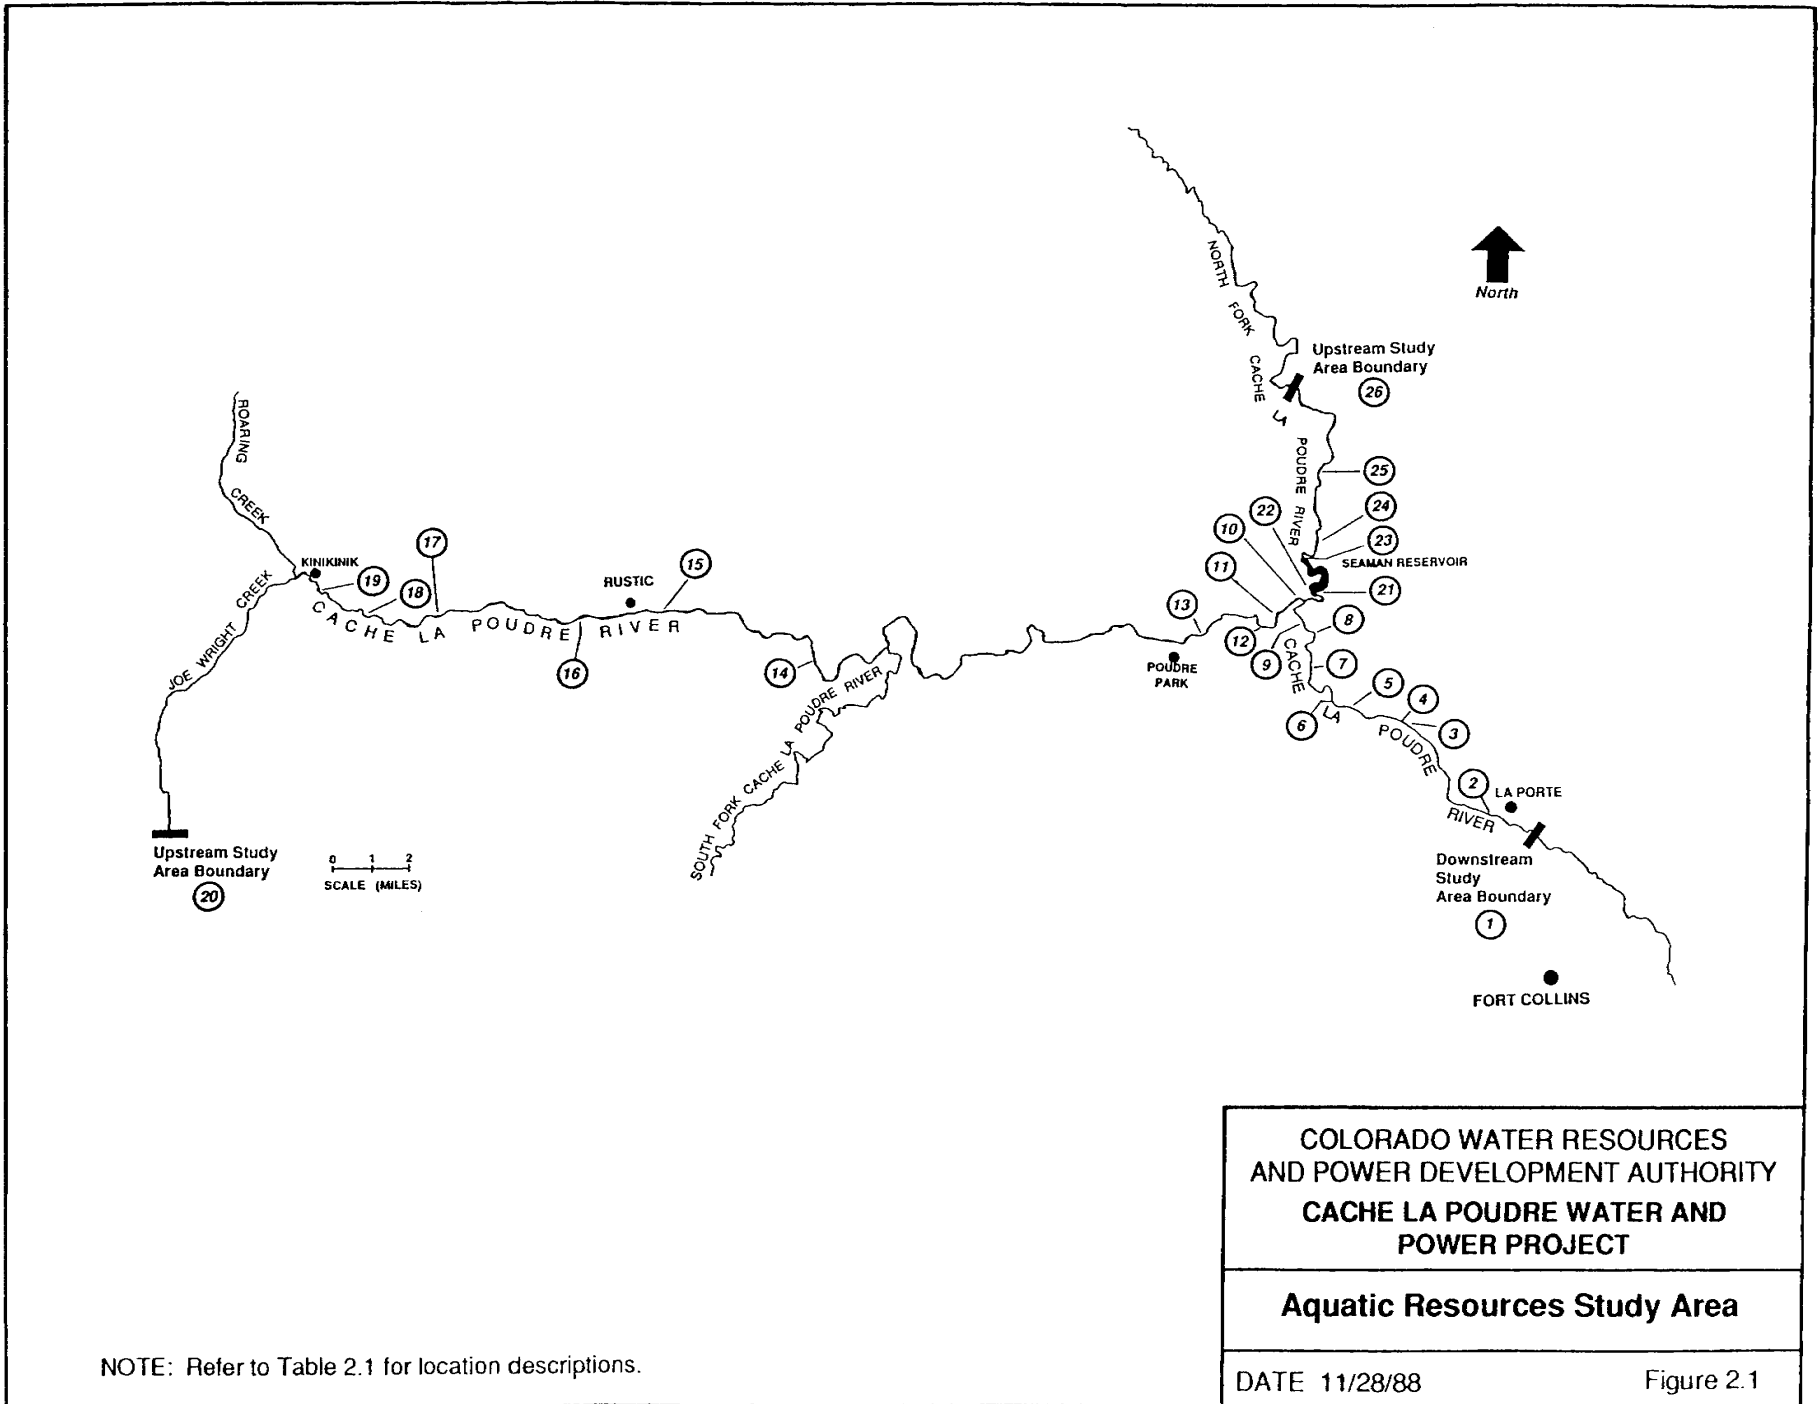 NORTH FORK CACHE LA POUDRE RIVER
North
Upstream Study
Area Boundary
26
25
24
23
SEAMAN RESERVOIR
22
21
10
11
12
13
9
8
7
6
5
4
3
2
LA PORTE
CACHE LA POUDRE RIVER
Downstream
Study
Area Boundary
1
FORT COLLINS
POUDRE
PARK
ROARING CREEK
KINIKINIK
JOE WRIGHT CREEK
19
18
17
16
RUSTIC
15
14
CACHE LA POUDRE RIVER
SOUTH FORK CACHE LA POUDRE RIVER
Upstream Study
Area Boundary
20
0 1 2
SCALE (MILES)
COLORADO WATER RESOURCES
AND POWER DEVELOPMENT AUTHORITY
CACHE LA POUDRE WATER AND
POWER PROJECT
Aquatic Resources Study Area
NOTE: Refer to Table 2.1 for location descriptions.
DATE 11/28/88 Figure 2.1